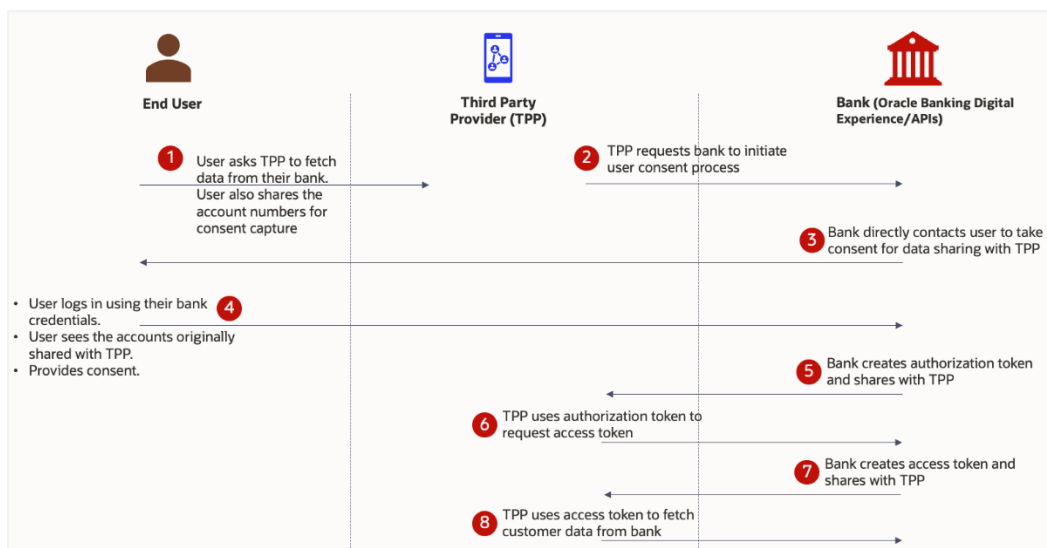 End User
Third Party
Provider (TPP)
Bank (Oracle Banking Digital
Experience/APIs)
1
User asks TPP to fetch
data from their bank.
User also shares the
account numbers for
consent capture
2
TPP requests bank to initiate
user consent process
3
Bank directly contacts user to take
consent for data sharing with TPP
4
• User logs in using their bank
credentials.
• User sees the accounts originally
shared with TPP.
• Provides consent.
5
Bank creates authorization token
and shares with TPP
6
TPP uses authorization token to
request access token
7
Bank creates access token and
shares with TPP
8
TPP uses access token to fetch
customer data from bank